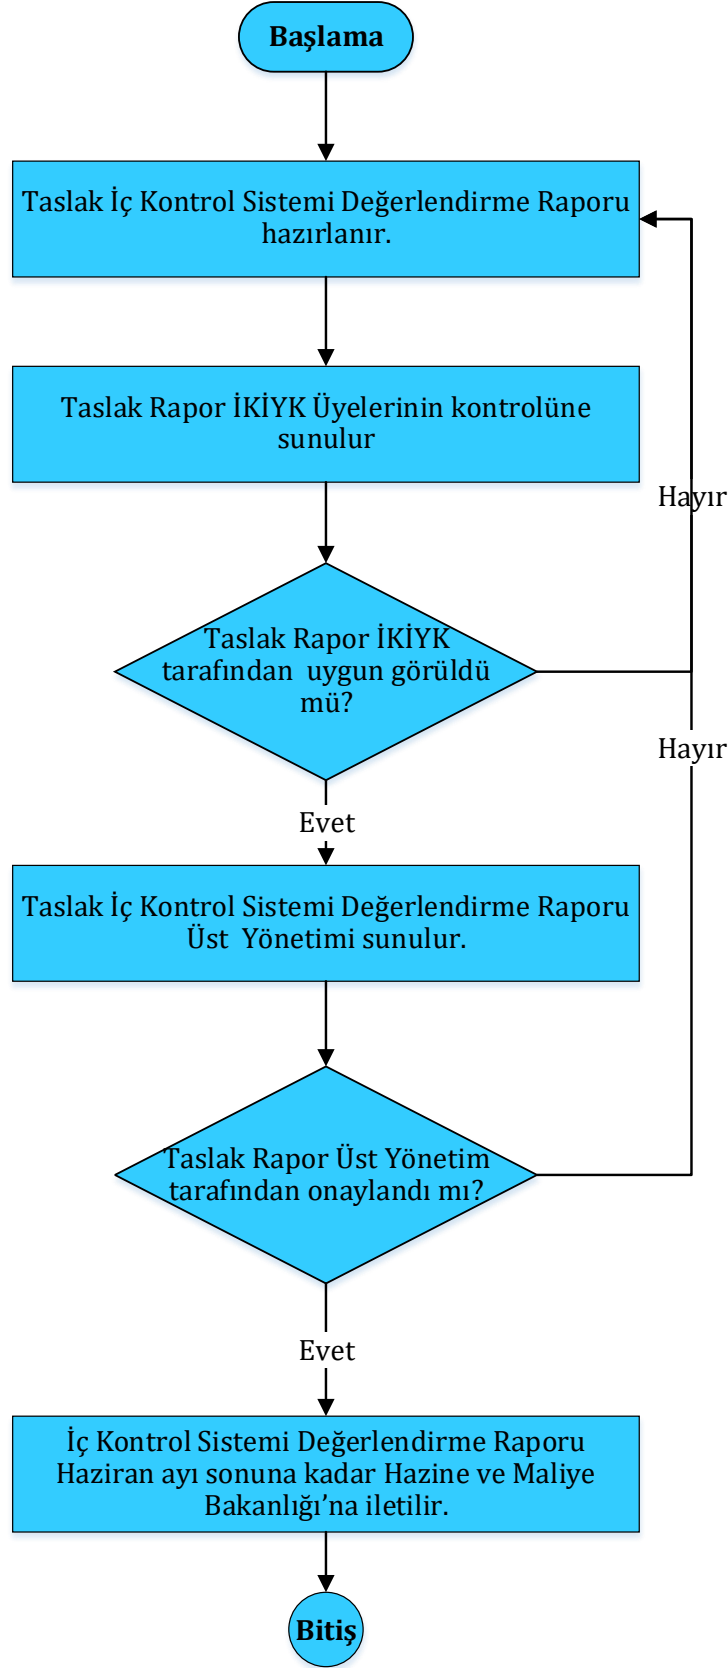 Başlama
Taslak İç Kontrol Sistemi Değerlendirme Raporu
hazırlanır.
Taslak Rapor İKİYK Üyelerinin kontrolüne
sunulur
Hayır
Taslak Rapor İKİYK
tarafından  uygun görüldü
mü?
Hayır
Evet
Taslak İç Kontrol Sistemi Değerlendirme Raporu
Üst  Yönetimi sunulur.
Taslak Rapor Üst Yönetim
tarafından onaylandı mı?
Evet
İç Kontrol Sistemi Değerlendirme Raporu
Haziran ayı sonuna kadar Hazine ve Maliye
Bakanlığı’na iletilir.
Bitiş